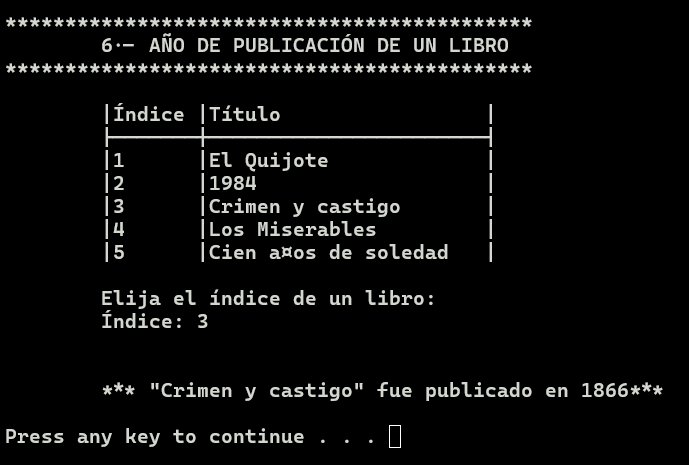 ********************************************
6.- AÑO DE PUBLICACIÓN DE UN LIBRO
********************************************
|Índice |Título                 |
|-------|-----------------------|
|1      |El Quijote             |
|2      |1984                   |
|3      |Crimen y castigo       |
|4      |Los Miserables         |
|5      |Cien a¤os de soledad   |
Elija el índice de un libro:
Índice: 3
*** "Crimen y castigo" fue publicado en 1866***
Press any key to continue . . .